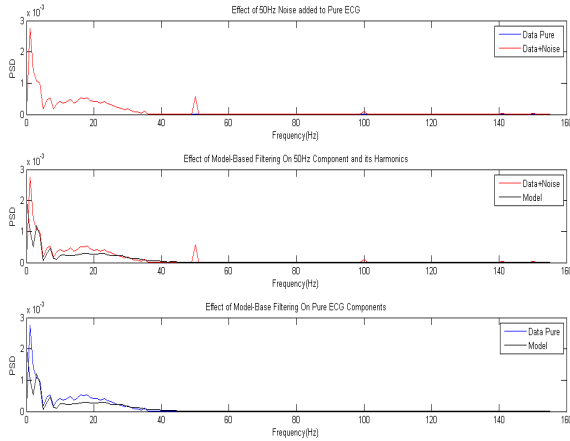 Effect of 50Hz Noise added to Pure ECG
x 10^-3
3
2
1
0
PSD
Data Pure
Data+Noise
0 20 40 60 80 100 120 140 160
Frequency(Hz)
Effect of Model-Based Filtering On 50Hz Component and its Harmonics
x 10^-3
3
2
1
0
PSD
Data+Noise
Model
0 20 40 60 80 100 120 140 160
Frequency(Hz)
Effect of Model-Base Filtering On Pure ECG Components
x 10^-3
3
2
1
0
PSD
Data Pure
Model
0 20 40 60 80 100 120 140 160
Frequency(Hz)